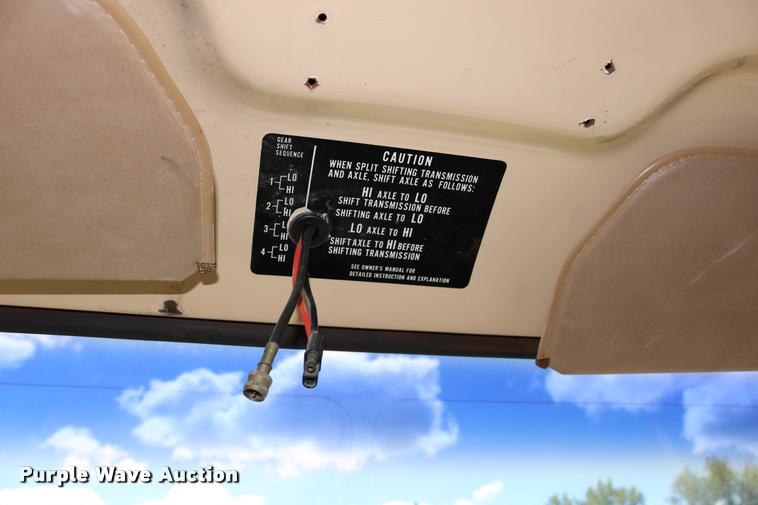 GEAR
SHIFT
SEQUENCE
1 LO
HI
2 LO
HI
3 LO
HI
4 LO
HI
CAUTION
WHEN SPLIT SHIFTING TRANSMISSION
AND AXLE, SHIFT AXLE AS FOLLOWS:
HI AXLE TO LO
SHIFT TRANSMISSION BEFORE
SHIFTING AXLE TO LO
LO AXLE TO HI
SHIFT AXLE TO HI BEFORE
SHIFTING TRANSMISSION
SEE OWNER'S MANUAL FOR
DETAILED INSTRUCTION AND EXPLANATION
Purple Wave Auction